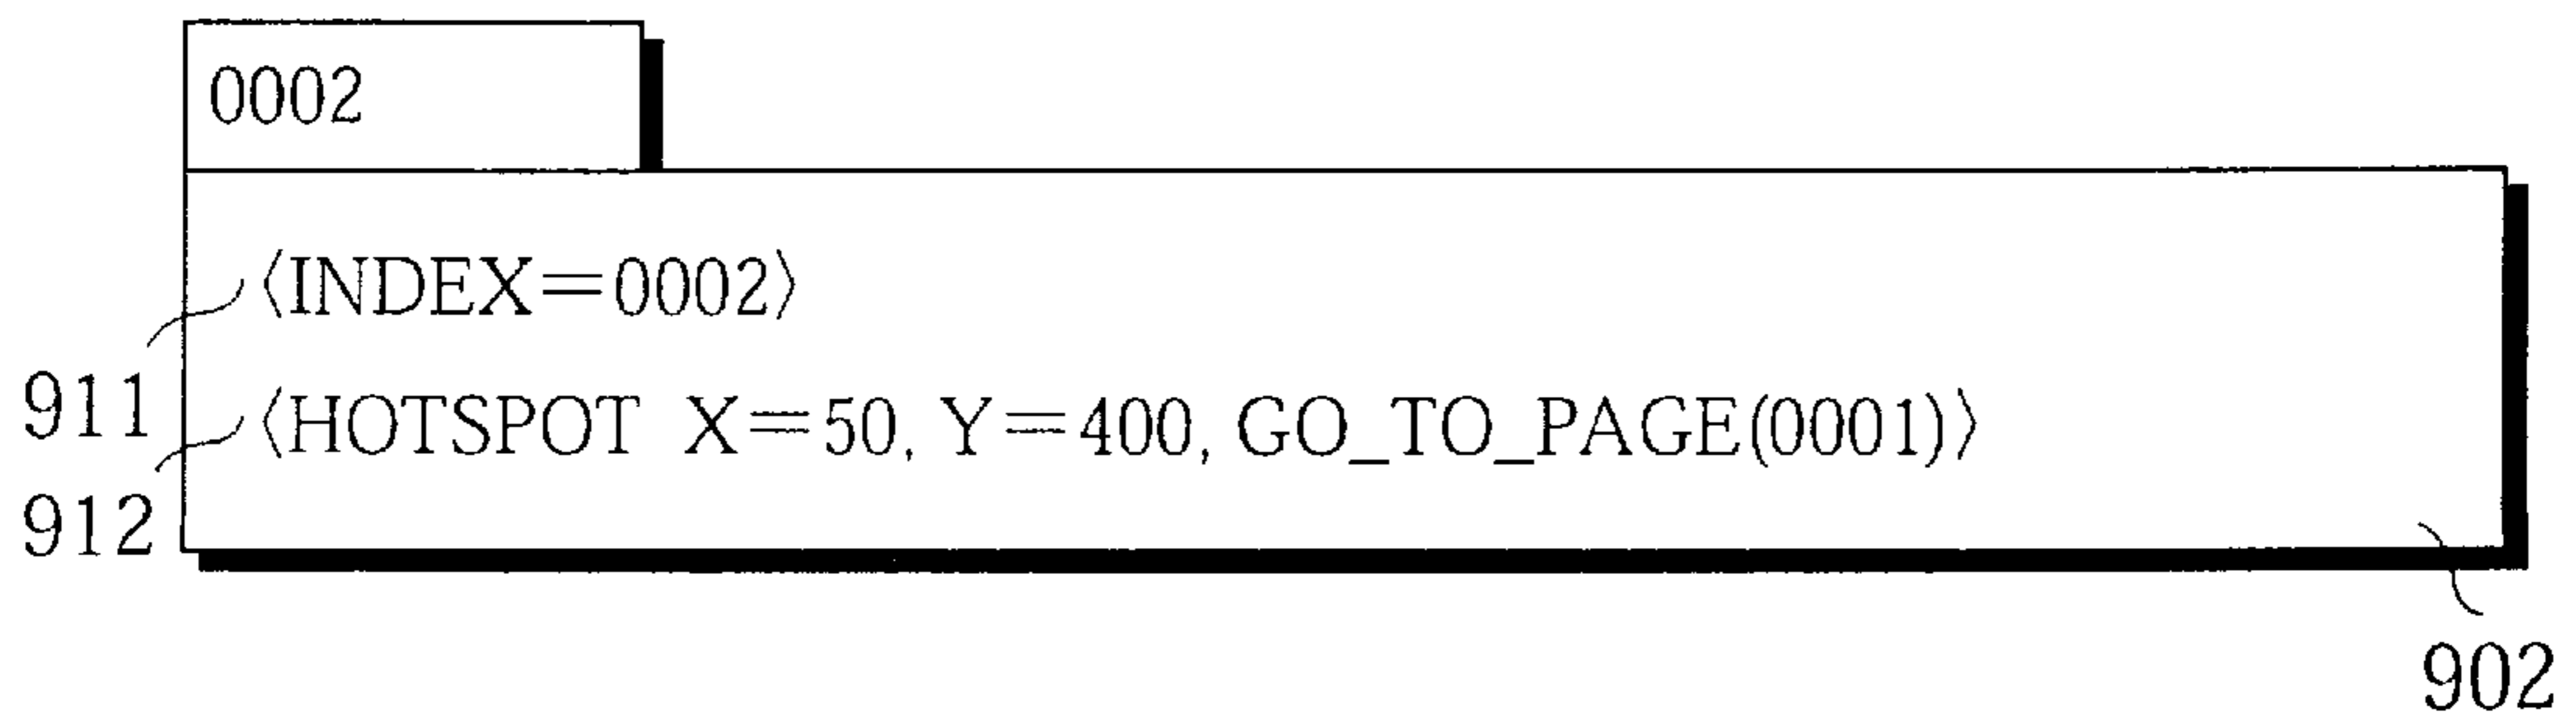 0002
〈INDEX=0002〉
911
〈HOTSPOT X=50, Y=400, GO_TO_PAGE(0001)〉
912
902